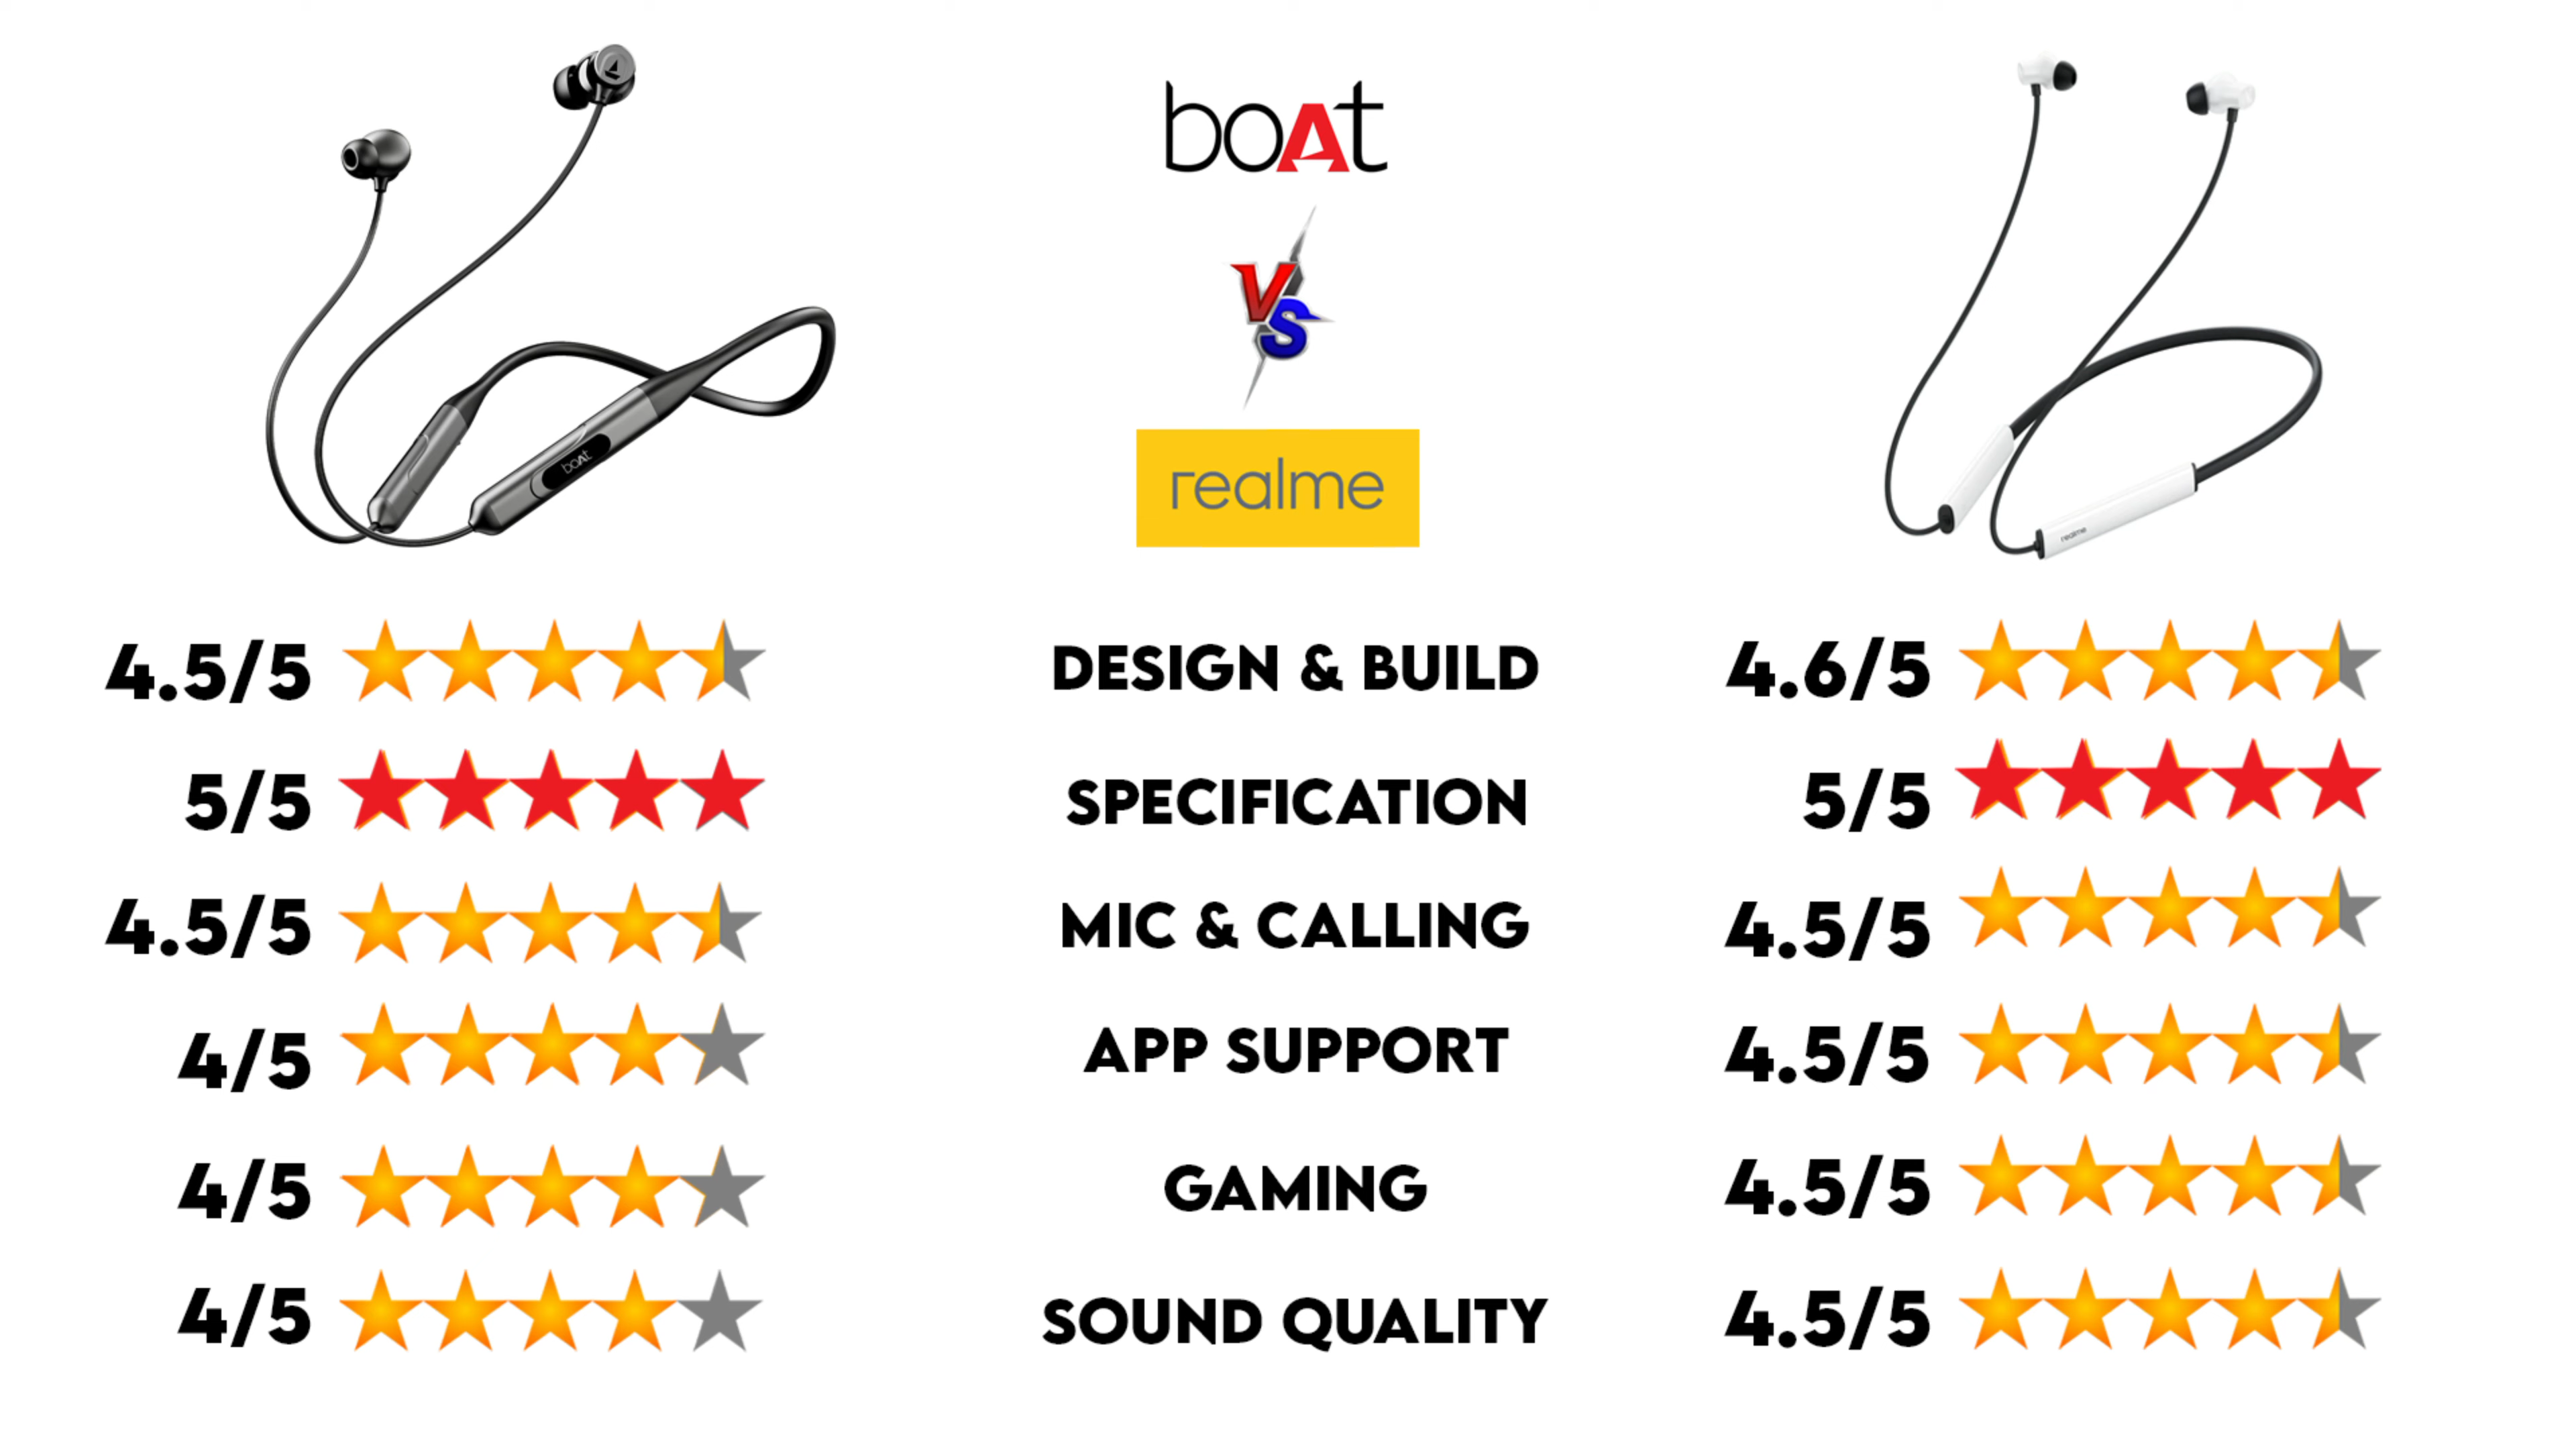 boAt
VS
realme
boAt
realme
4.5/5 DESIGN & BUILD 4.6/5
5/5 SPECIFICATION 5/5
4.5/5 MIC & CALLING 4.5/5
4/5 APP SUPPORT 4.5/5
4/5 GAMING 4.5/5
4/5 SOUND QUALITY 4.5/5